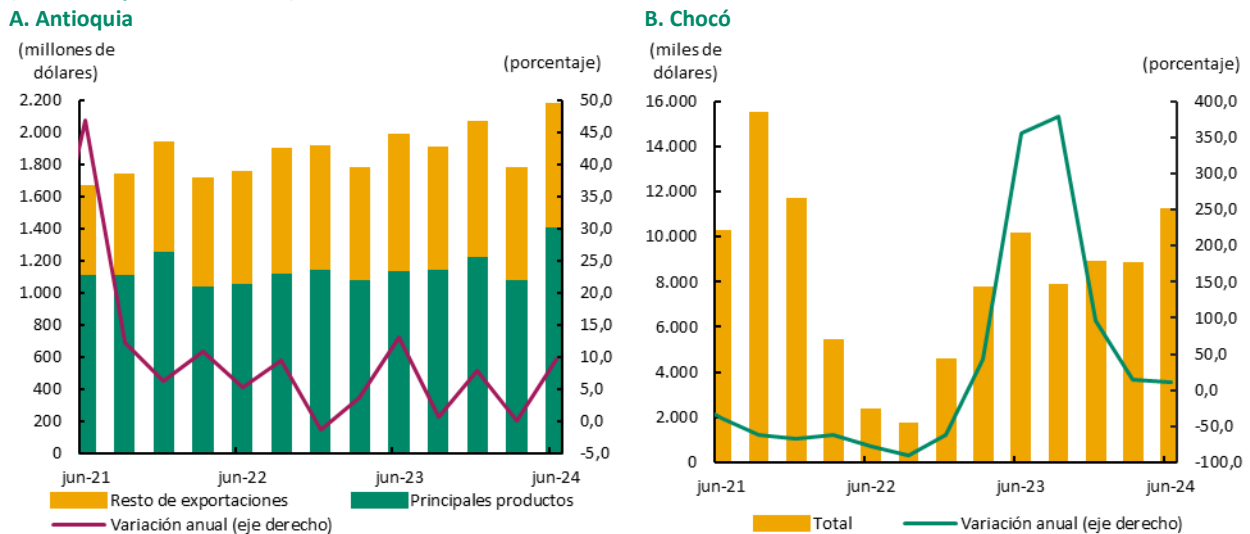 A. Antioquia
(millones de
dólares)
(porcentaje)
2.200
2.000
1.800
1.600
1.400
1.200
1.000
800
600
400
200
0
50,0
45,0
40,0
35,0
30,0
25,0
20,0
15,0
10,0
5,0
0,0
-5,0
jun-21
jun-22
jun-23
jun-24
Resto de exportaciones
Principales productos
Variación anual (eje derecho)
B. Chocó
(miles de
dólares)
(porcentaje)
16.000
14.000
12.000
10.000
8.000
6.000
4.000
2.000
0
400,0
350,0
300,0
250,0
200,0
150,0
100,0
50,0
0,0
-50,0
-100,0
jun-21
jun-22
jun-23
jun-24
Total
Variación anual (eje derecho)